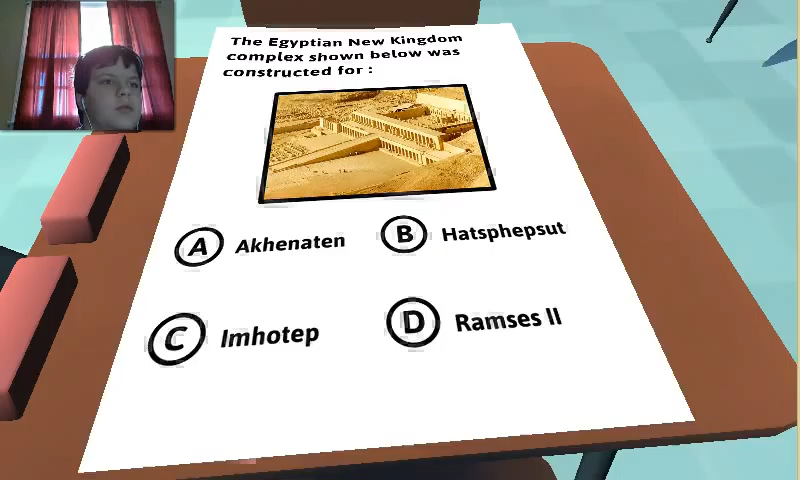 The Egyptian New Kingdom
complex shown below was
constructed for :
A Akhenaten
B Hatsphepsut
C Imhotep
D Ramses II